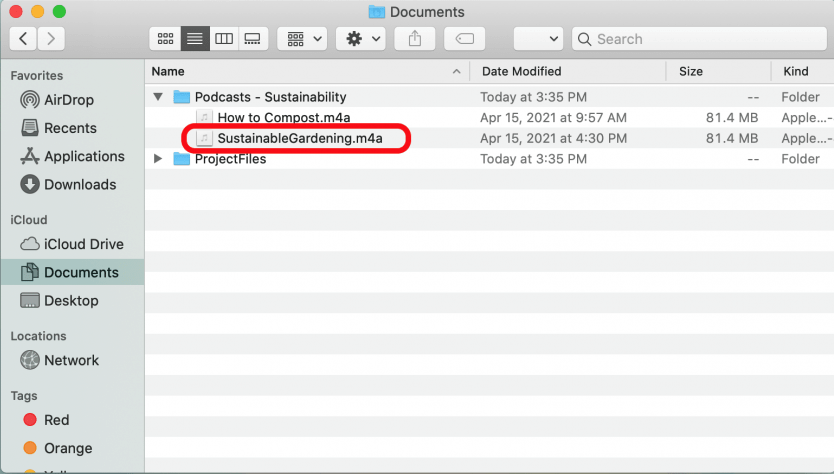 Documents
Search
Favorites
AirDrop
Recents
Applications
Downloads
iCloud
iCloud Drive
Documents
Desktop
Locations
Network
Tags
Red
Orange
Name Date Modified Size Kind
Podcasts - Sustainability Today at 3:35 PM -- Folder
How to Compost.m4a Apr 15, 2021 at 9:57 AM 81.4 MB Apple...-
SustainableGardening.m4a Apr 15, 2021 at 4:30 PM 81.4 MB Apple...-
ProjectFiles Today at 3:35 PM -- Folder